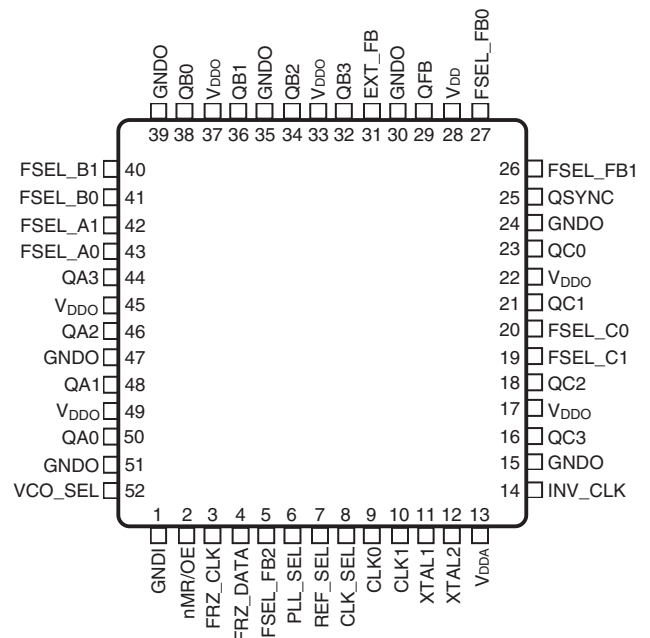 GNDO QB0 VDDO QB1 GNDO QB2 VDDO QB3 EXT_FB GNDO QFB VDD FSEL_FB0
39 38 37 36 35 34 33 32 31 30 29 28 27
FSEL_B1 40
FSEL_B0 41
FSEL_A1 42
FSEL_A0 43
QA3 44
VDDO 45
QA2 46
GNDO 47
QA1 48
VDDO 49
QA0 50
GNDO 51
VCO_SEL 52
26 FSEL_FB1
25 QSYNC
24 GNDO
23 QC0
22 VDDO
21 QC1
20 FSEL_C0
19 FSEL_C1
18 QC2
17 VDDO
16 QC3
15 GNDO
14 INV_CLK
1 2 3 4 5 6 7 8 9 10 11 12 13
GNDI nMR/OE FRZ_CLK FRZ_DATA FSEL_FB2 PLL_SEL REF_SEL CLK_SEL CLK0 CLK1 XTAL1 XTAL2 VDDA